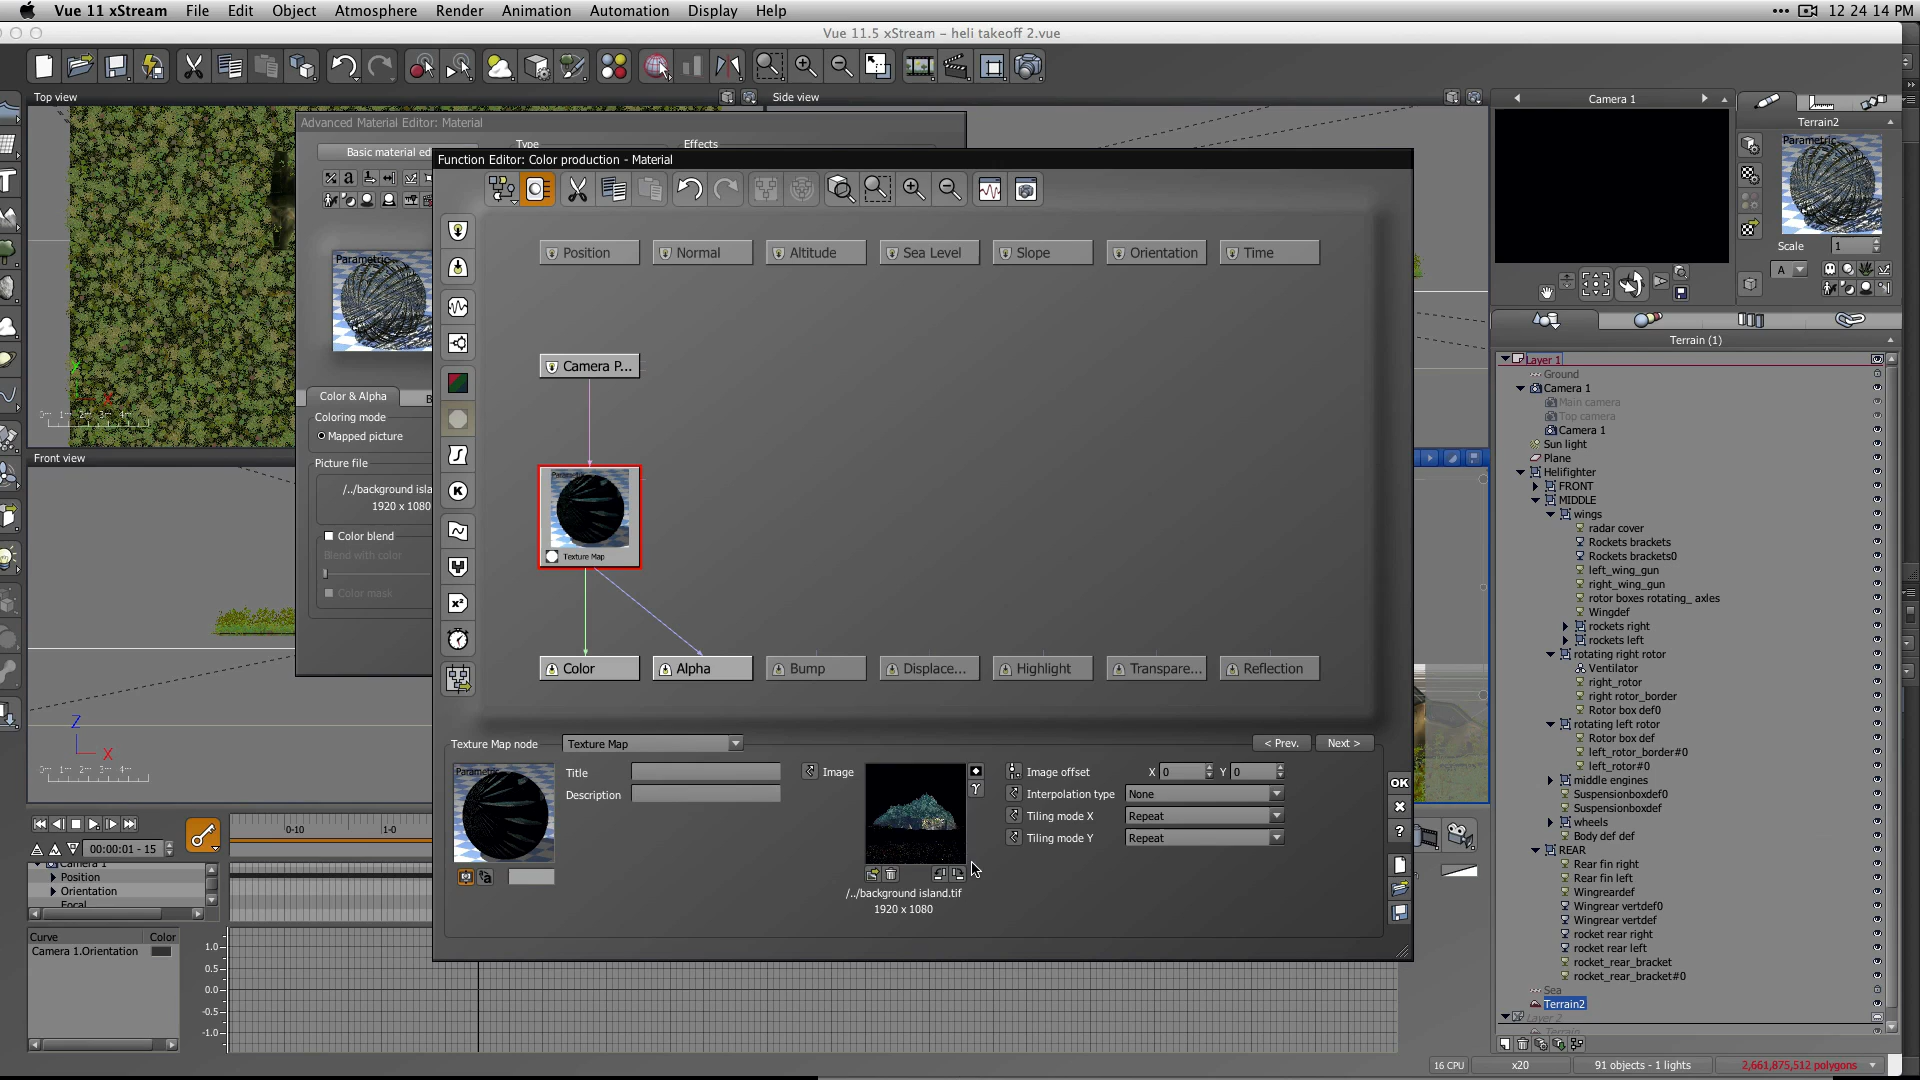 Vue 11 xStream File Edit Object Atmosphere Render Animation Automation Display Help 12 24 14 PM
Vue 11.5 xStream – heli takeoff 2.vue
Top view
Side view
Camera 1
Advanced Material Editor: Material
Basic material ed
Type
Effects
Function Editor: Color production - Material
Position
Normal
Altitude
Sea Level
Slope
Orientation
Time
Camera P...
Texture Map
Color
Alpha
Bump
Displace...
Highlight
Transpare...
Reflection
Parametric
Color & Alpha
Coloring mode
Mapped picture
Picture file
/../background isla
1920 x 1080
Color blend
Blend with color
Color mask
Front view
Texture Map node
Texture Map
< Prev.
Next >
Title
Description
Image
/../background island.tif
1920 x 1080
Image offset X 0 Y 0
Interpolation type None
Tiling mode X Repeat
Tiling mode Y Repeat
OK
00:00:01 - 15
0-10
1-0
Camera 1
Position
Orientation
Focal
Curve Color
Camera 1.Orientation
1.0
0.5
0.0
-0.5
-1.0
Terrain2
Parametric
Scale 1
A
Terrain (1)
Layer 1
Ground
Camera 1
Main camera
Top camera
Camera 1
Sun light
Plane
Helifighter
FRONT
MIDDLE
wings
radar cover
Rockets brackets
Rockets brackets0
left_wing_gun
right_wing_gun
rotor boxes rotating_ axles
Wingdef
rockets right
rockets left
rotating right rotor
Ventilator
right_rotor
right rotor_border
Rotor box def0
rotating left rotor
Rotor box def
left_rotor_border#0
left_rotor#0
middle engines
Suspensionboxdef0
Suspensionboxdef
wheels
Body def def
REAR
Rear fin right
Rear fin left
Wingreardef
Wingrear vertdef0
Wingrear vertdef
rocket rear right
rocket rear left
rocket_rear_bracket
rocket_rear_bracket#0
Sea
Terrain2
Layer 2
Terrain
16 CPU
x20
91 objects - 1 lights
2,661,875,512 polygons